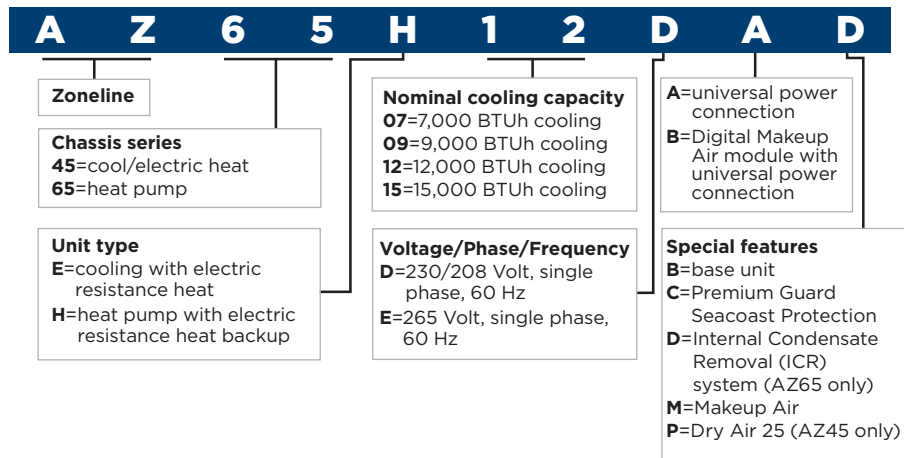 A Z 6 5 H 1 2 D A D
Zoneline
Chassis series
45=cool/electric heat
65=heat pump
Unit type
E=cooling with electric
resistance heat
H=heat pump with electric
resistance heat backup
Nominal cooling capacity
07=7,000 BTUh cooling
09=9,000 BTUh cooling
12=12,000 BTUh cooling
15=15,000 BTUh cooling
Voltage/Phase/Frequency
D=230/208 Volt, single
phase, 60 Hz
E=265 Volt, single phase,
60 Hz
A=universal power
connection
B=Digital Makeup
Air module with
universal power
connection
Special features
B=base unit
C=Premium Guard
Seacoast Protection
D=Internal Condensate
Removal (ICR)
system (AZ65 only)
M=Makeup Air
P=Dry Air 25 (AZ45 only)